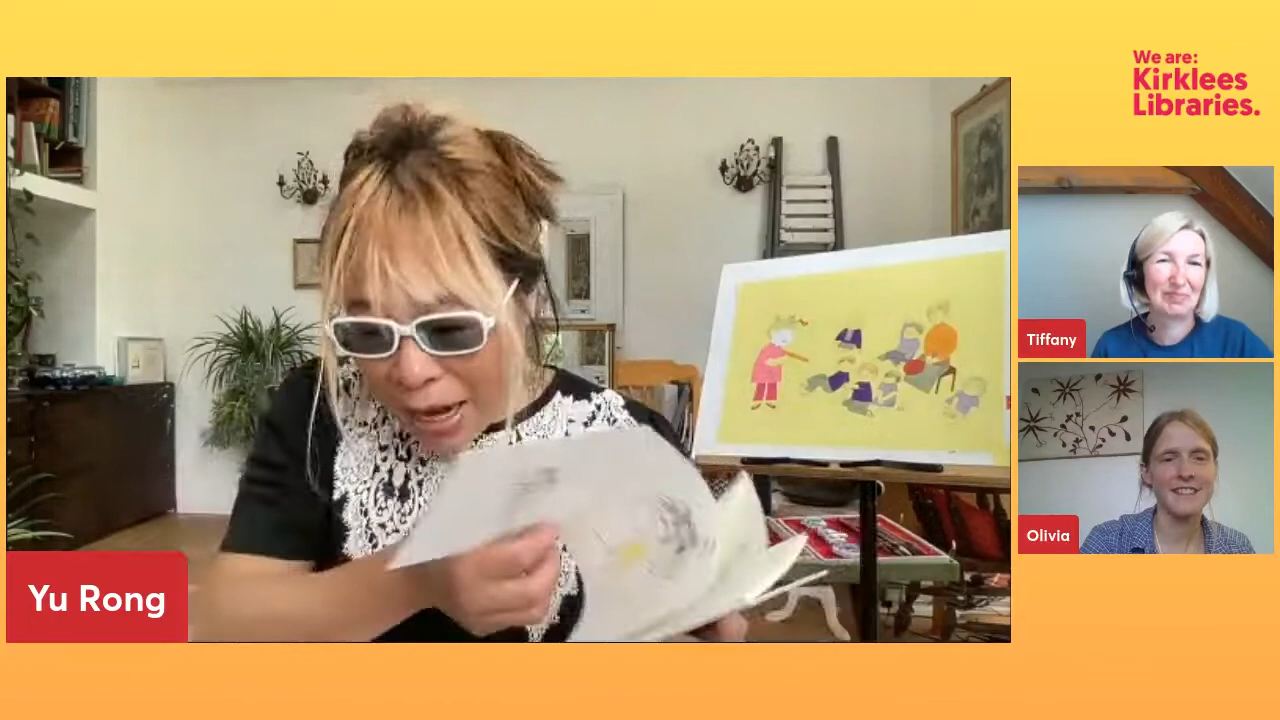 We are:
Kirklees
Libraries.
Tiffany
Olivia
Yu Rong